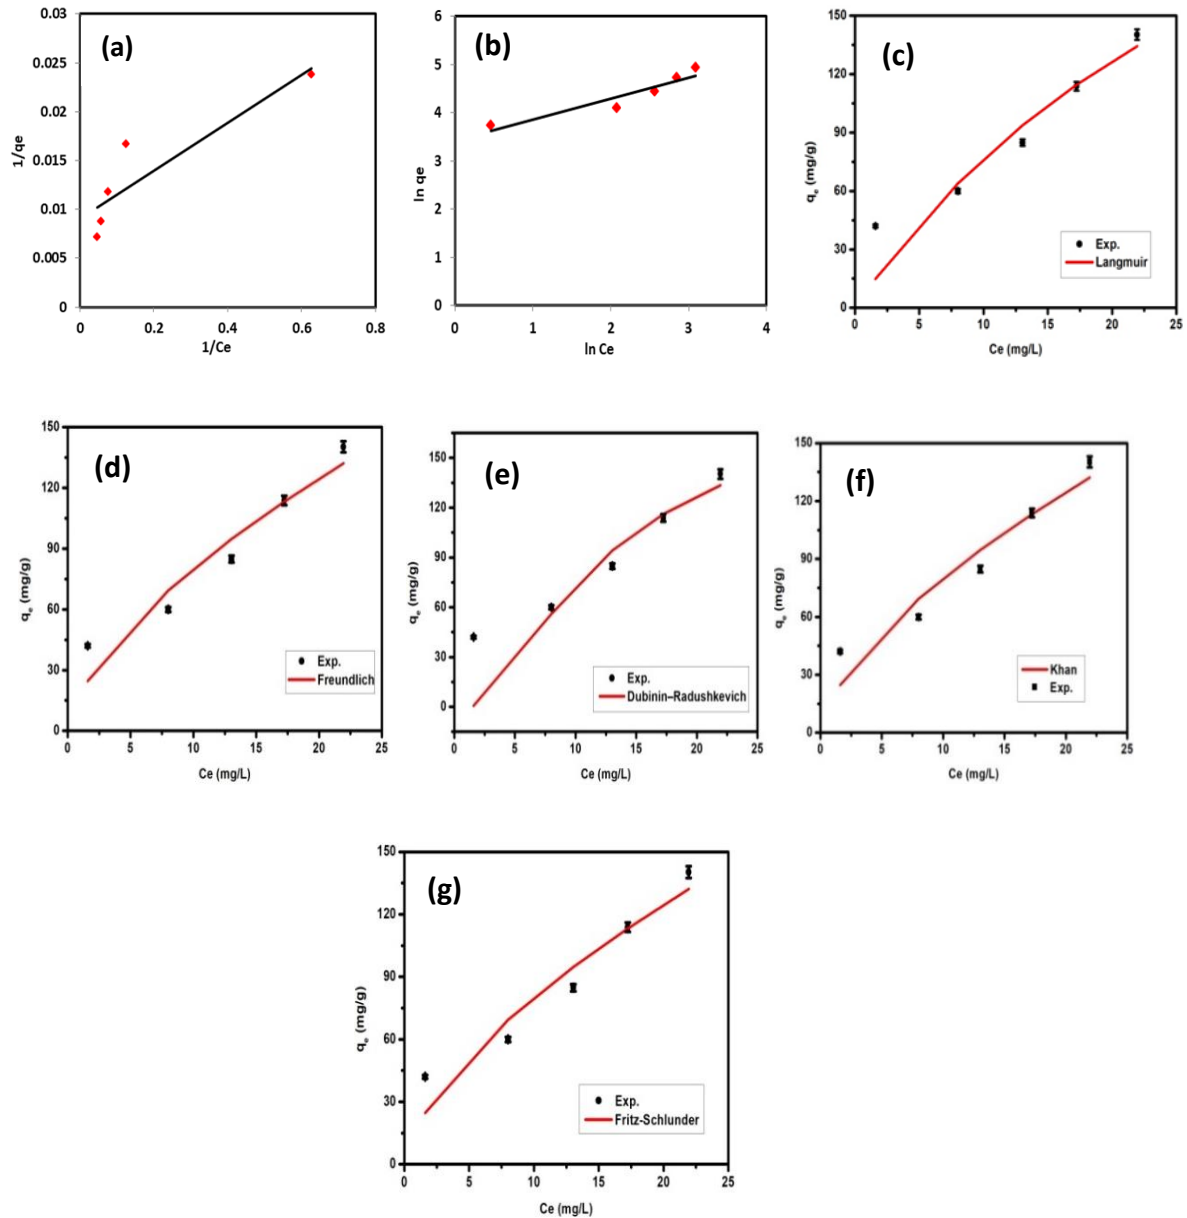 (a)
0.03
0.025
0.02
0.015
0.01
0.005
0
1/qe
0 0.2 0.4 0.6 0.8
1/Ce
(b)
6
5
4
3
2
1
0
ln qe
0 1 2 3 4
ln Ce
(c)
150
120
90
60
30
0
qe (mg/g)
Exp.
Langmuir
0 5 10 15 20 25
Ce (mg/L)
(d)
150
120
90
60
30
0
qe (mg/g)
Exp.
Freundlich
0 5 10 15 20 25
Ce (mg/L)
(e)
150
120
90
60
30
0
qe (mg/g)
Exp.
Dubinin–Radushkevich
0 5 10 15 20 25
Ce (mg/L)
(f)
150
120
90
60
30
0
qe (mg/g)
Khan
Exp.
0 5 10 15 20 25
Ce (mg/L)
(g)
150
120
90
60
30
0
qe (mg/g)
Exp.
Fritz-Schlunder
0 5 10 15 20 25
Ce (mg/L)